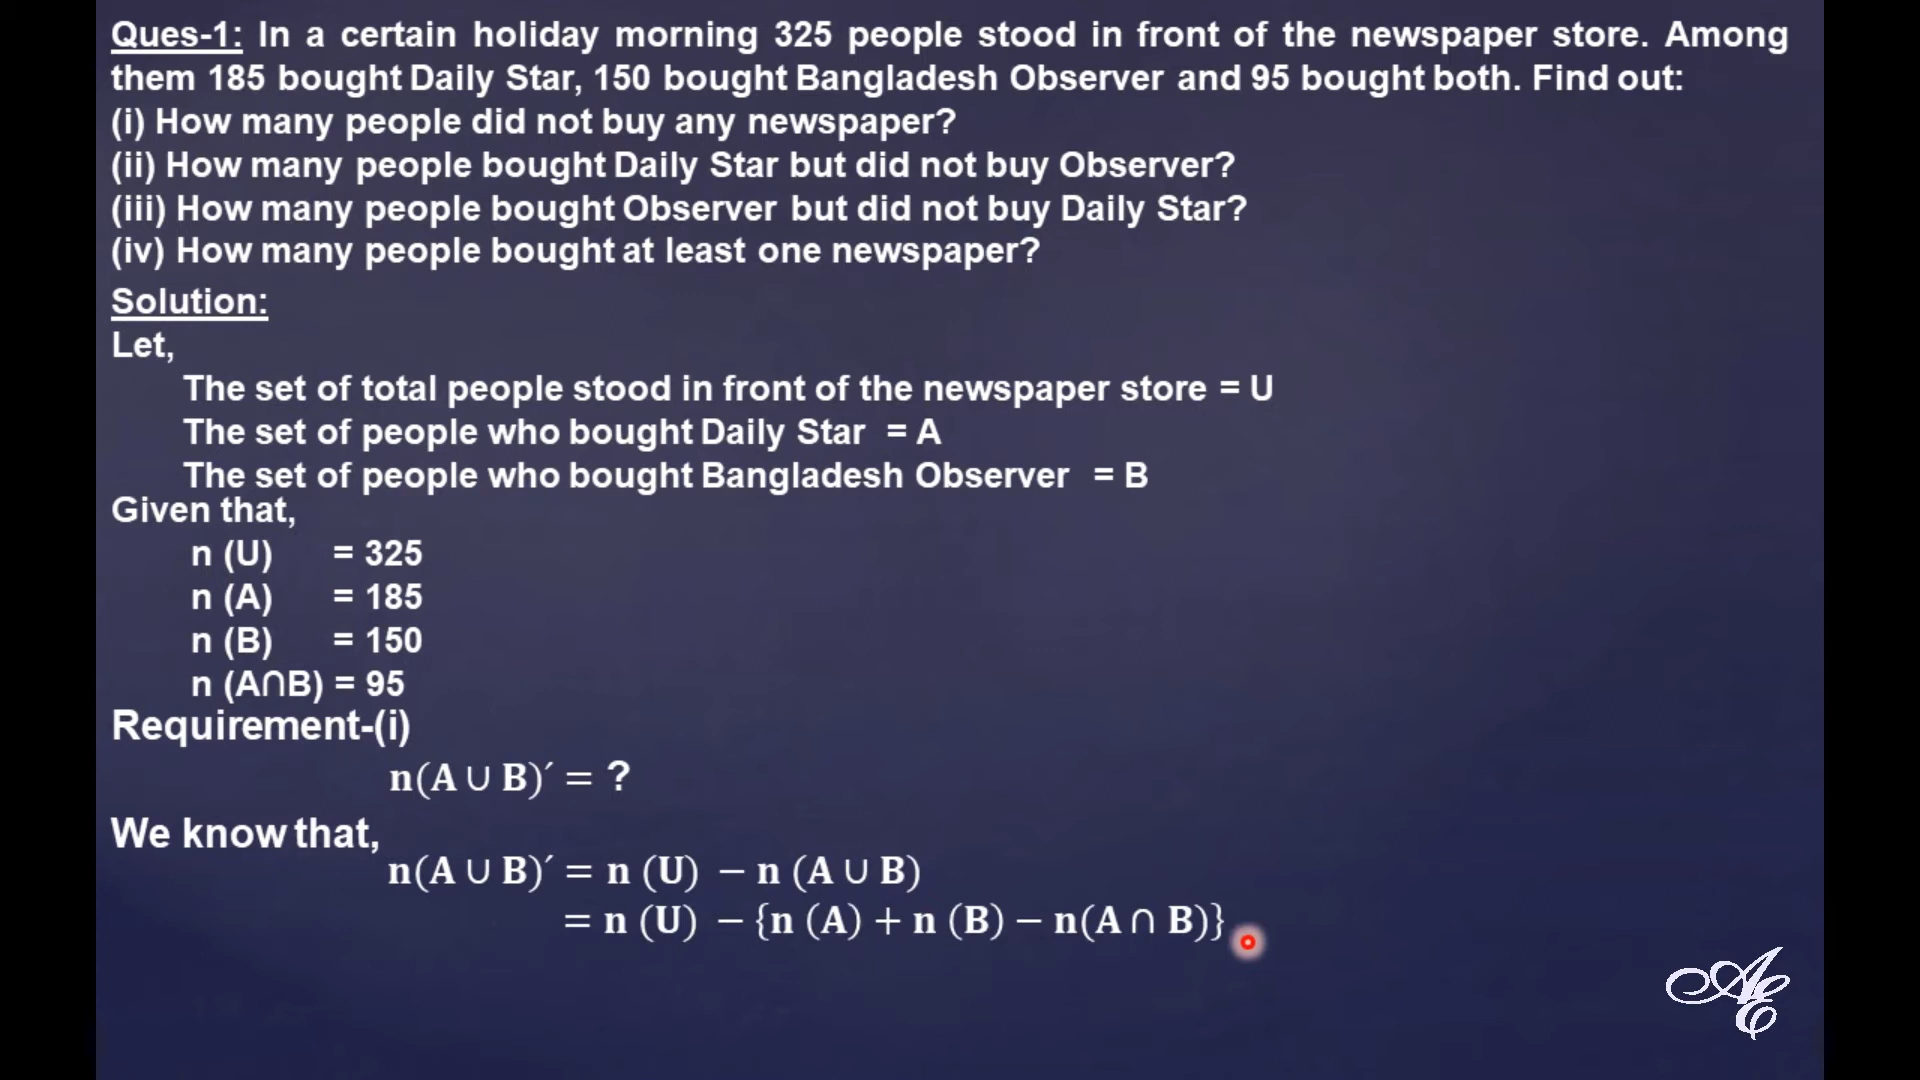 Ques-1: In a certain holiday morning 325 people stood in front of the newspaper store. Among
them 185 bought Daily Star, 150 bought Bangladesh Observer and 95 bought both. Find out:
(i) How many people did not buy any newspaper?
(ii) How many people bought Daily Star but did not buy Observer?
(iii) How many people bought Observer but did not buy Daily Star?
(iv) How many people bought at least one newspaper?
Solution:
Let,
The set of total people stood in front of the newspaper store = U
The set of people who bought Daily Star = A
The set of people who bought Bangladesh Observer = B
Given that,
n (U) = 325
n (A) = 185
n (B) = 150
n (A∩B) = 95
Requirement-(i)
n(A ∪ B)′ = ?
We know that,
n(A ∪ B)′ = n (U) − n (A ∪ B)
= n (U) − {n (A) + n (B) − n(A ∩ B)}
AE